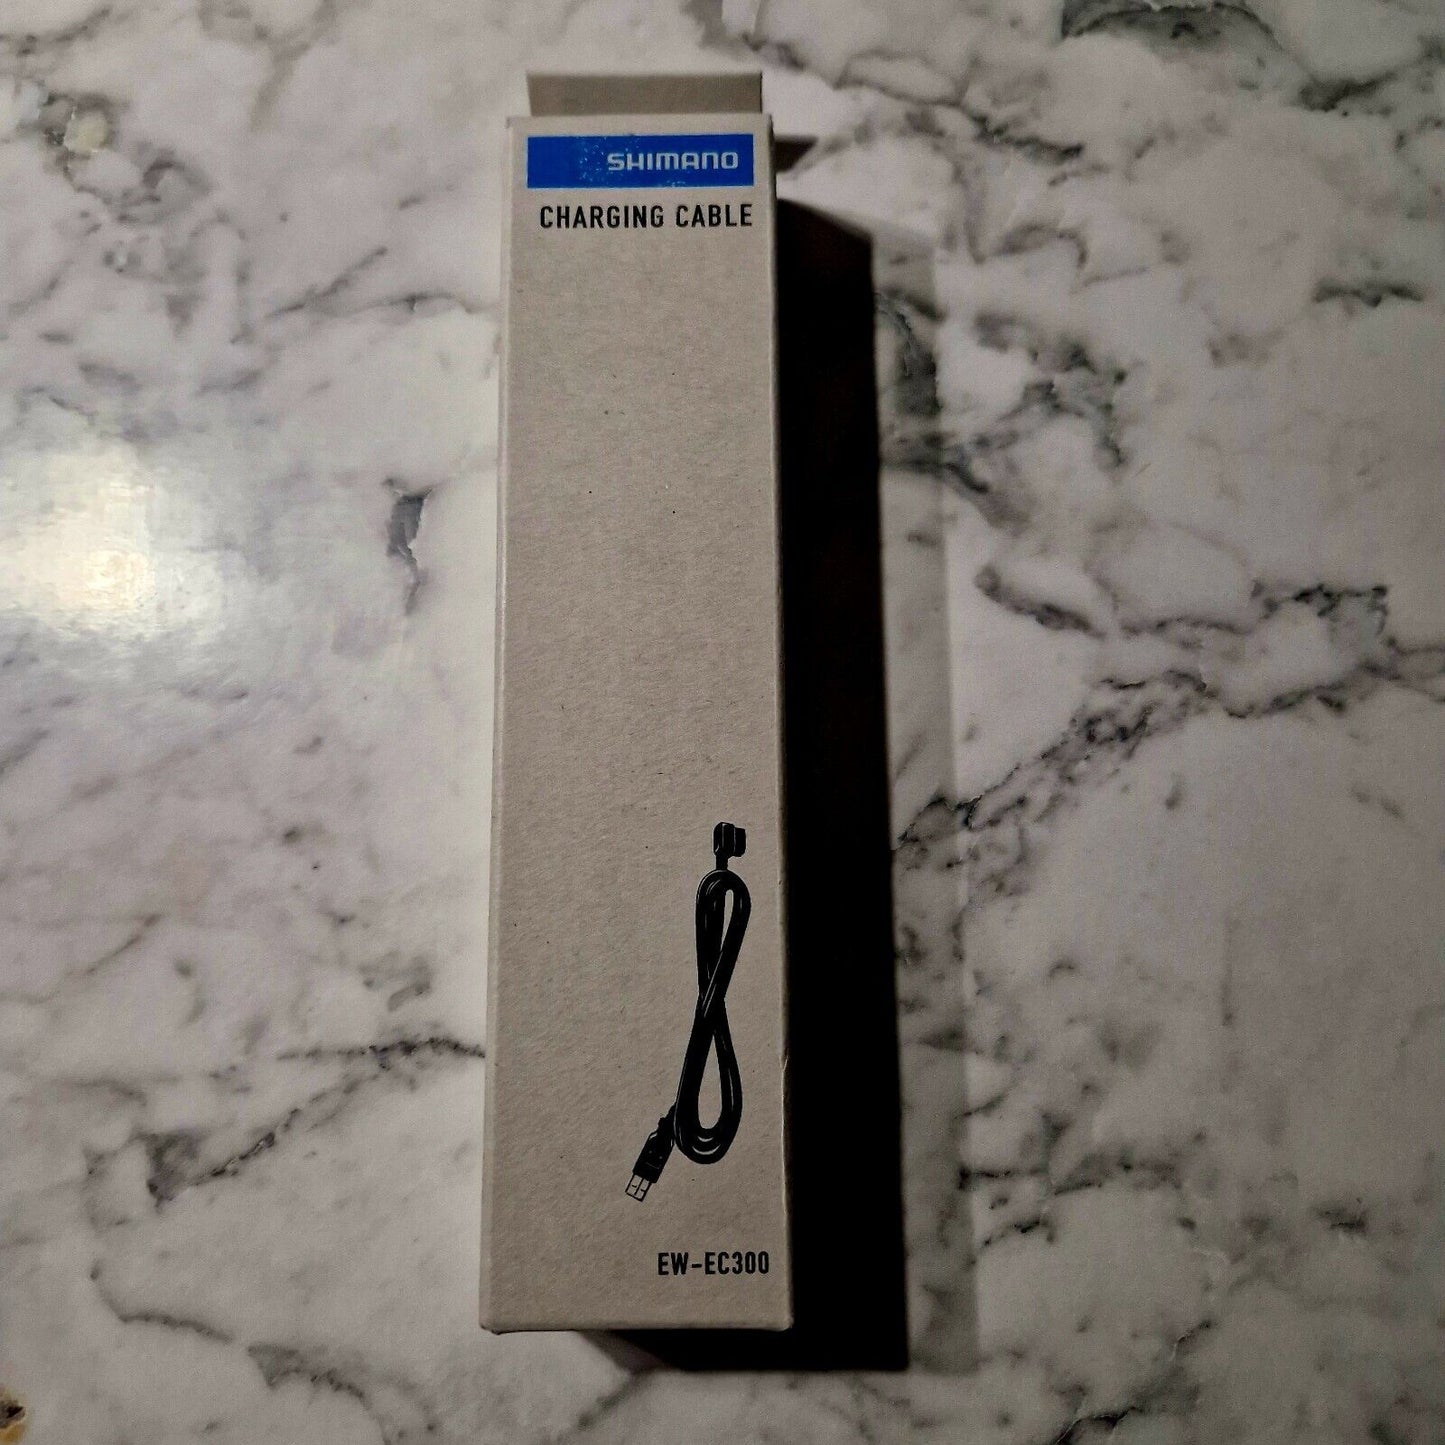 SHIMANO
CHARGING CABLE
EW-EC300